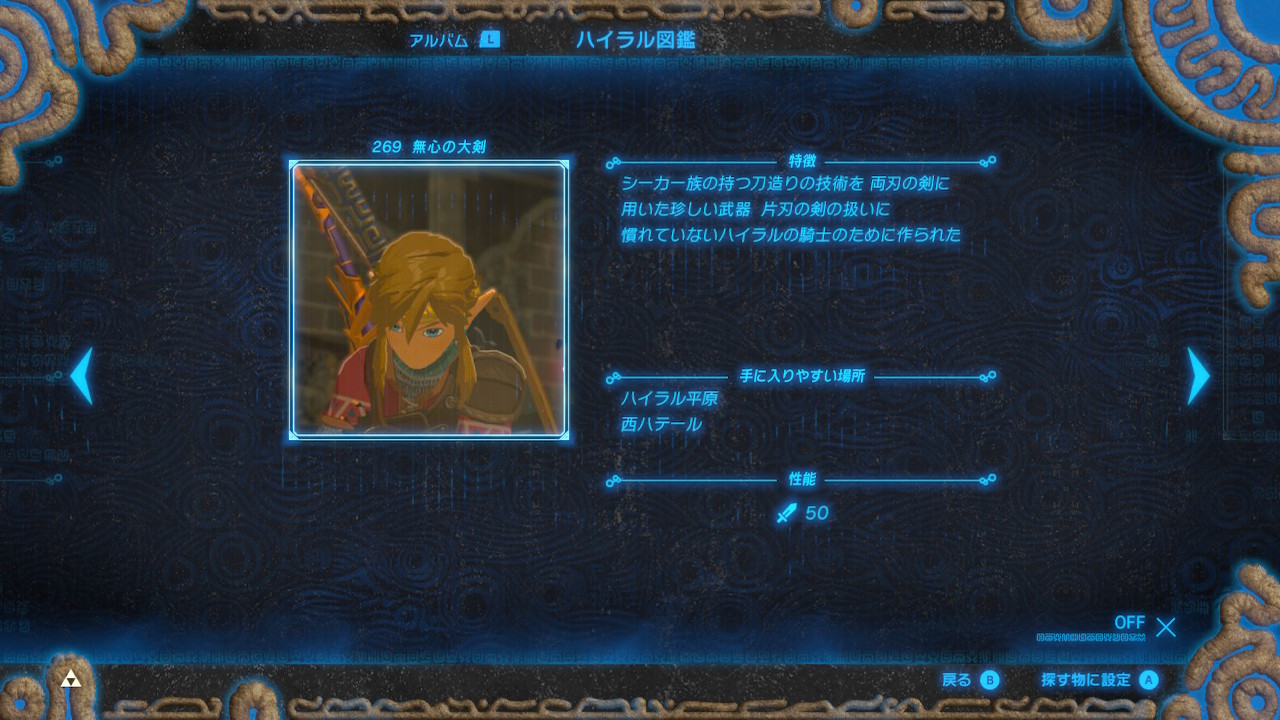 アルバム L
ハイラル図鑑
269 無心の大剣
特徴
シーカー族の持つ刀造りの技術を 両刃の剣に
用いた珍しい武器 片刃の剣の扱いに
慣れていないハイラルの騎士のために作られた
手に入りやすい場所
ハイラル平原
西ハテール
性能
50
OFF
戻る B
探す物に設定 A